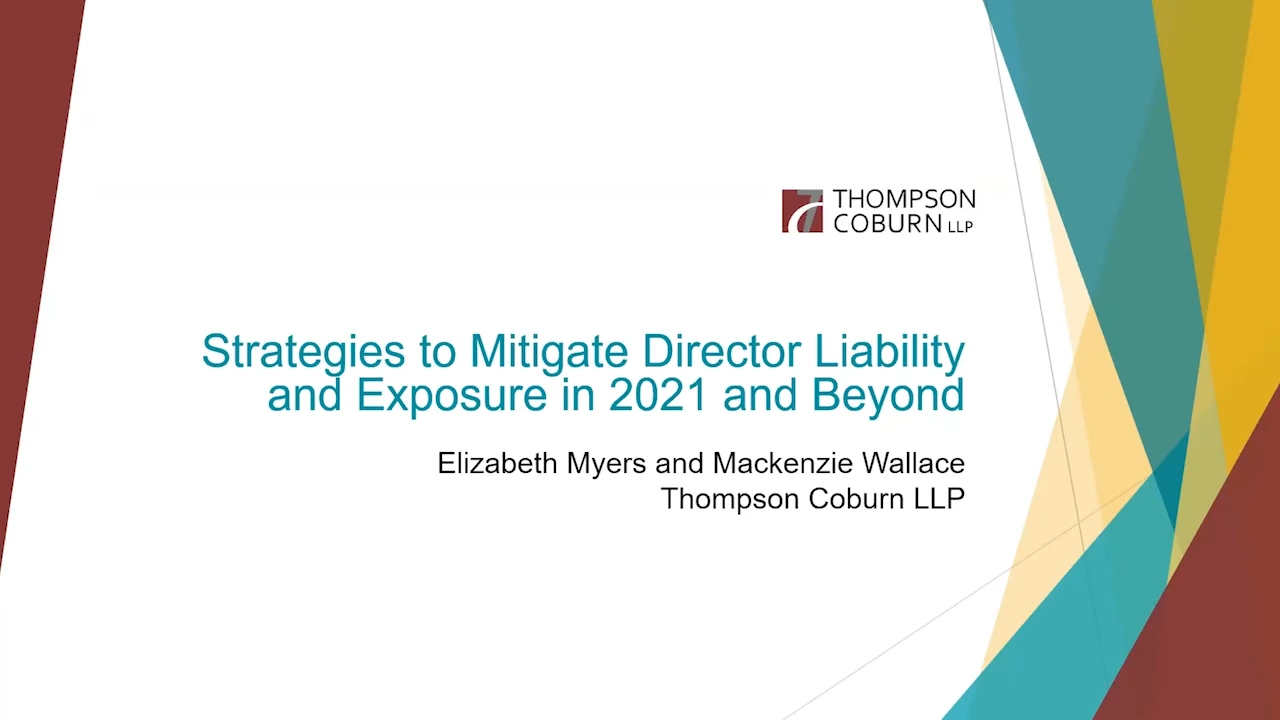 THOMPSON
COBURN LLP
Strategies to Mitigate Director Liability
and Exposure in 2021 and Beyond
Elizabeth Myers and Mackenzie Wallace
Thompson Coburn LLP